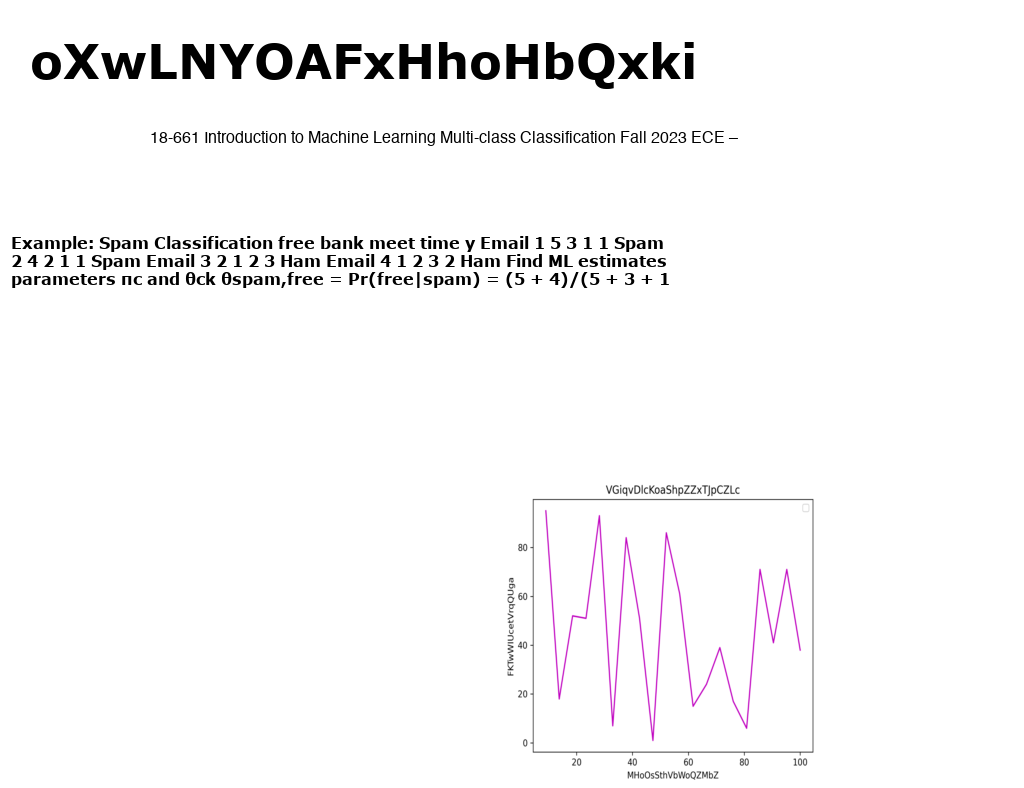 oXwLNYOAFxHhoHbQxki
18-661 Introduction to Machine Learning Multi-class Classification Fall 2023 ECE –
Example: Spam Classification free bank meet time y Email 1 5 3 1 1 Spam
2 4 2 1 1 Spam Email 3 2 1 2 3 Ham Email 4 1 2 3 2 Ham Find ML estimates
parameters πc and θck θspam,free = Pr(free|spam) = (5 + 4)/(5 + 3 + 1
VGiqvDlcKoaShpZZxTJpCZLc
80
60
40
20
0
FKTwWIUcetVrqQUga
20 40 60 80 100
MHoOsSthVbWoQZMbZ